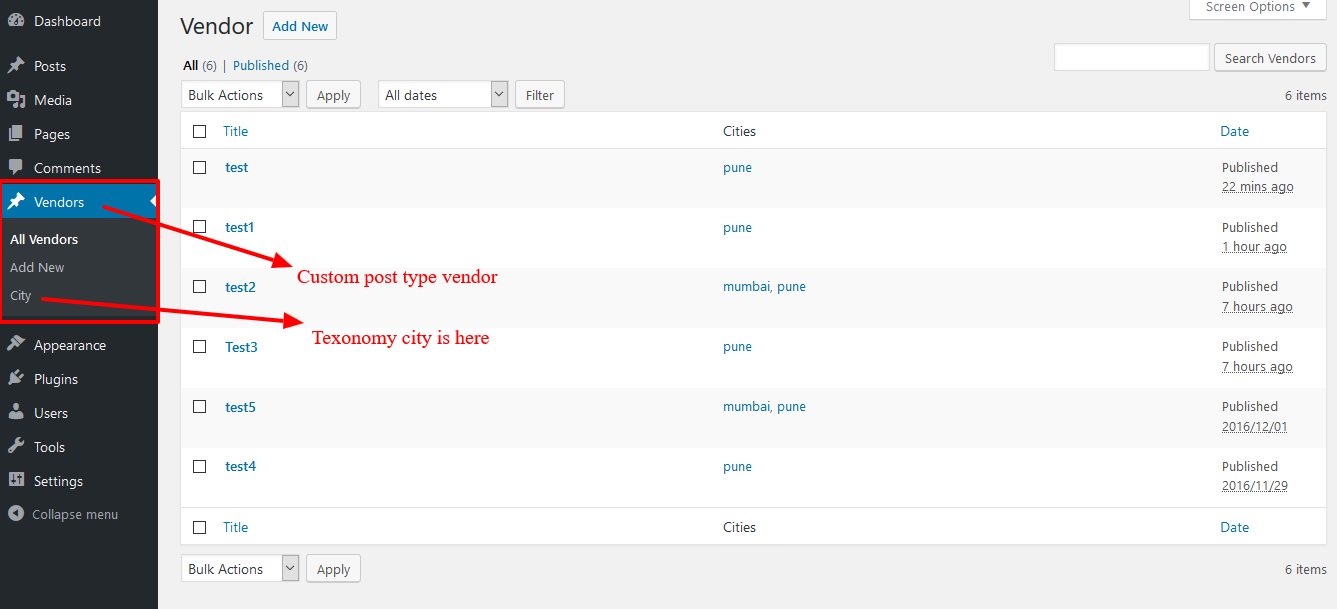 Dashboard
Posts
Media
Pages
Comments
Vendors
All Vendors
Add New
City
Appearance
Plugins
Users
Tools
Settings
Collapse menu
Screen Options
Vendor Add New
All (6) | Published (6)
Search Vendors
Bulk Actions Apply All dates Filter 6 items
Title Cities Date
test pune Published
22 mins ago
test1 pune Published
1 hour ago
Custom post type vendor
test2 mumbai, pune Published
7 hours ago
Texonomy city is here
Test3 pune Published
7 hours ago
test5 mumbai, pune Published
2016/12/01
test4 pune Published
2016/11/29
Title Cities Date
Bulk Actions Apply 6 items